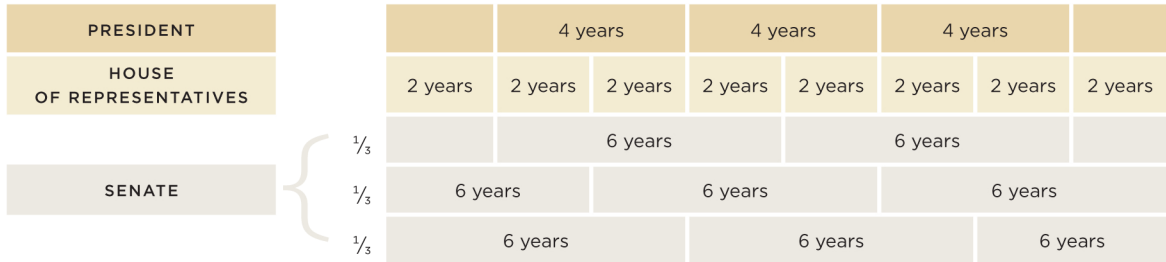 PRESIDENT
4 years 4 years 4 years
HOUSE
OF REPRESENTATIVES
2 years 2 years 2 years 2 years 2 years 2 years 2 years 2 years
⅓ 6 years 6 years
SENATE
⅓ 6 years 6 years 6 years
⅓ 6 years 6 years 6 years